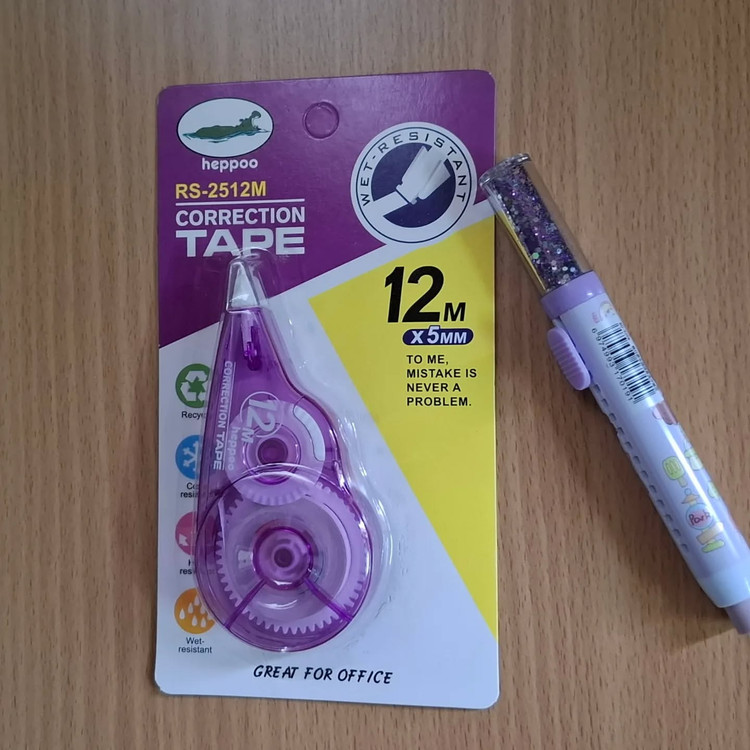 heppoo
RS-2512M
CORRECTION
TAPE
WET-RESISTANT
12M
X5MM
TO ME,
MISTAKE IS
NEVER A
PROBLEM.
CORRECTION TAPE
12M
heppoo
Wet-
resistant
GREAT FOR OFFICE